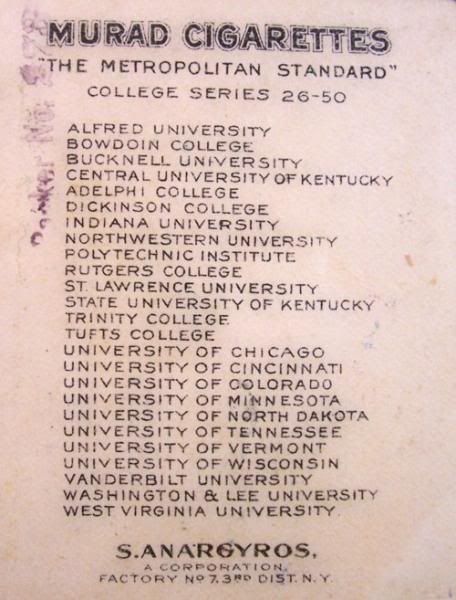 MURAD CIGARETTES
"THE METROPOLITAN STANDARD"
COLLEGE SERIES 26-50
ALFRED UNIVERSITY
BOWDOIN COLLEGE
BUCKNELL UNIVERSITY
CENTRAL UNIVERSITY OF KENTUCKY
ADELPHI COLLEGE
DICKINSON COLLEGE
INDIANA UNIVERSITY
NORTHWESTERN UNIVERSITY
POLYTECHNIC INSTITUTE
RUTGERS COLLEGE
ST. LAWRENCE UNIVERSITY
STATE UNIVERSITY OF KENTUCKY
TRINITY COLLEGE
TUFTS COLLEGE
UNIVERSITY OF CHICAGO
UNIVERSITY OF CINCINNATI
UNIVERSITY OF COLORADO
UNIVERSITY OF MINNESOTA
UNIVERSITY OF NORTH DAKOTA
UNIVERSITY OF TENNESSEE
UNIVERSITY OF VERMONT
UNIVERSITY OF WISCONSIN
VANDERBILT UNIVERSITY
WASHINGTON & LEE UNIVERSITY
WEST VIRGINIA UNIVERSITY.
S. ANARGYROS,
A CORPORATION,
FACTORY Nº 7, 3RD DIST. N.Y.
No.